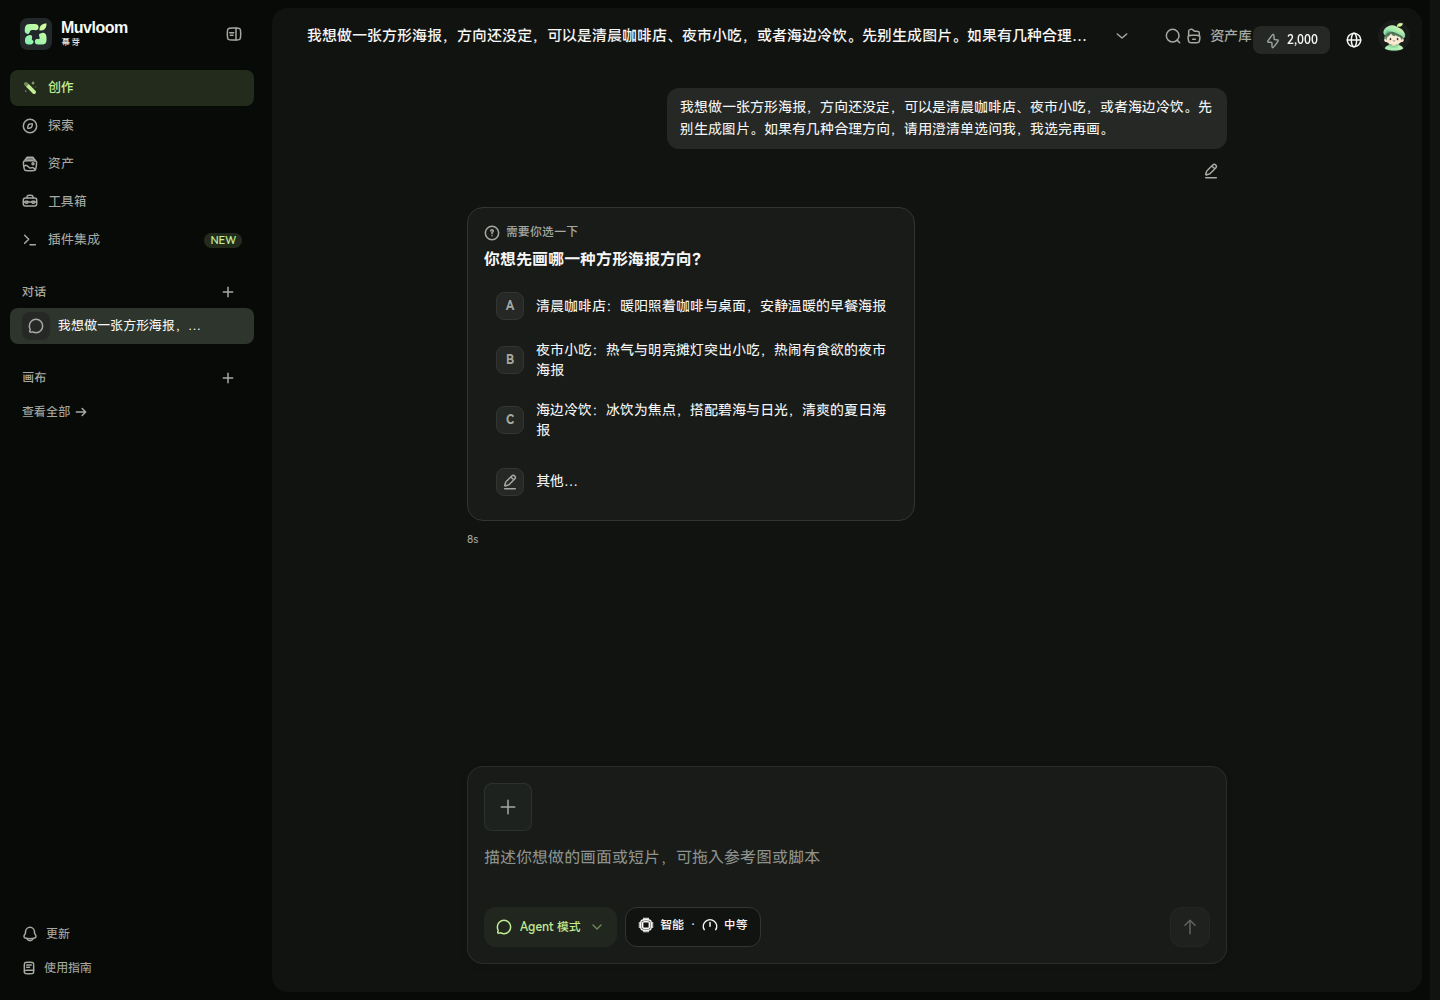 Muvloom
幕芽
创作
探索
资产
工具箱
插件集成
NEW
对话
我想做一张方形海报，...
画布
查看全部
更新
使用指南
我想做一张方形海报，方向还没定，可以是清晨咖啡店、夜市小吃，或者海边冷饮。先别生成图片。如果有几种合理...
资产库
2,000
我想做一张方形海报，方向还没定，可以是清晨咖啡店、夜市小吃，或者海边冷饮。先
别生成图片。如果有几种合理方向，请用澄清单选问我，我选完再画。
需要你选一下
你想先画哪一种方形海报方向？
A
清晨咖啡店：暖阳照着咖啡与桌面，安静温暖的早餐海报
B
夜市小吃：热气与明亮摊灯突出小吃，热闹有食欲的夜市
海报
C
海边冷饮：冰饮为焦点，搭配碧海与日光，清爽的夏日海
报
其他...
8s
描述你想做的画面或短片，可拖入参考图或脚本
Agent 模式
智能 · 中等